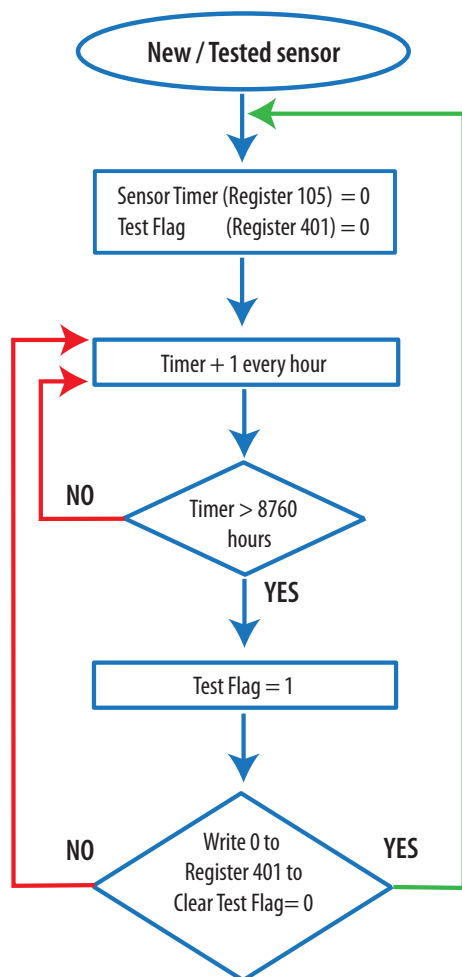 New / Tested sensor
Sensor Timer (Register 105) = 0
Test Flag (Register 401) = 0
Timer + 1 every hour
NO
Timer > 8760
hours
YES
Test Flag = 1
NO
Write 0 to
Register 401 to
Clear Test Flag= 0
YES